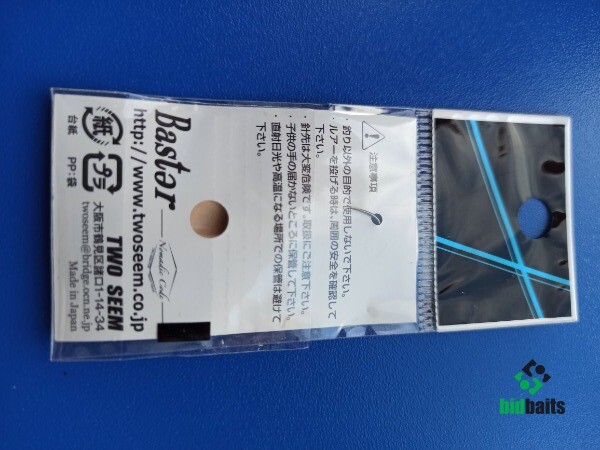 注意事項
・釣り以外の目的で使用しないで下さい。
・ルアーを投げる時は、周囲の安全を確認して
下さい。
・針先は大変危険です。取扱にご注意下さい。
・子供の手の届かないところに保管して下さい。
・直射日光や高温になる場所での保管は避けて
下さい。
Bastar
Nomadic Code
http://www.twoseem.co.jp
紙
台紙
プラ
PP:袋
TWO SEEM
大阪市鶴見区諸口1-14-34
twoseem@bridge.ocn.ne.jp
Made in Japan
bidbaits